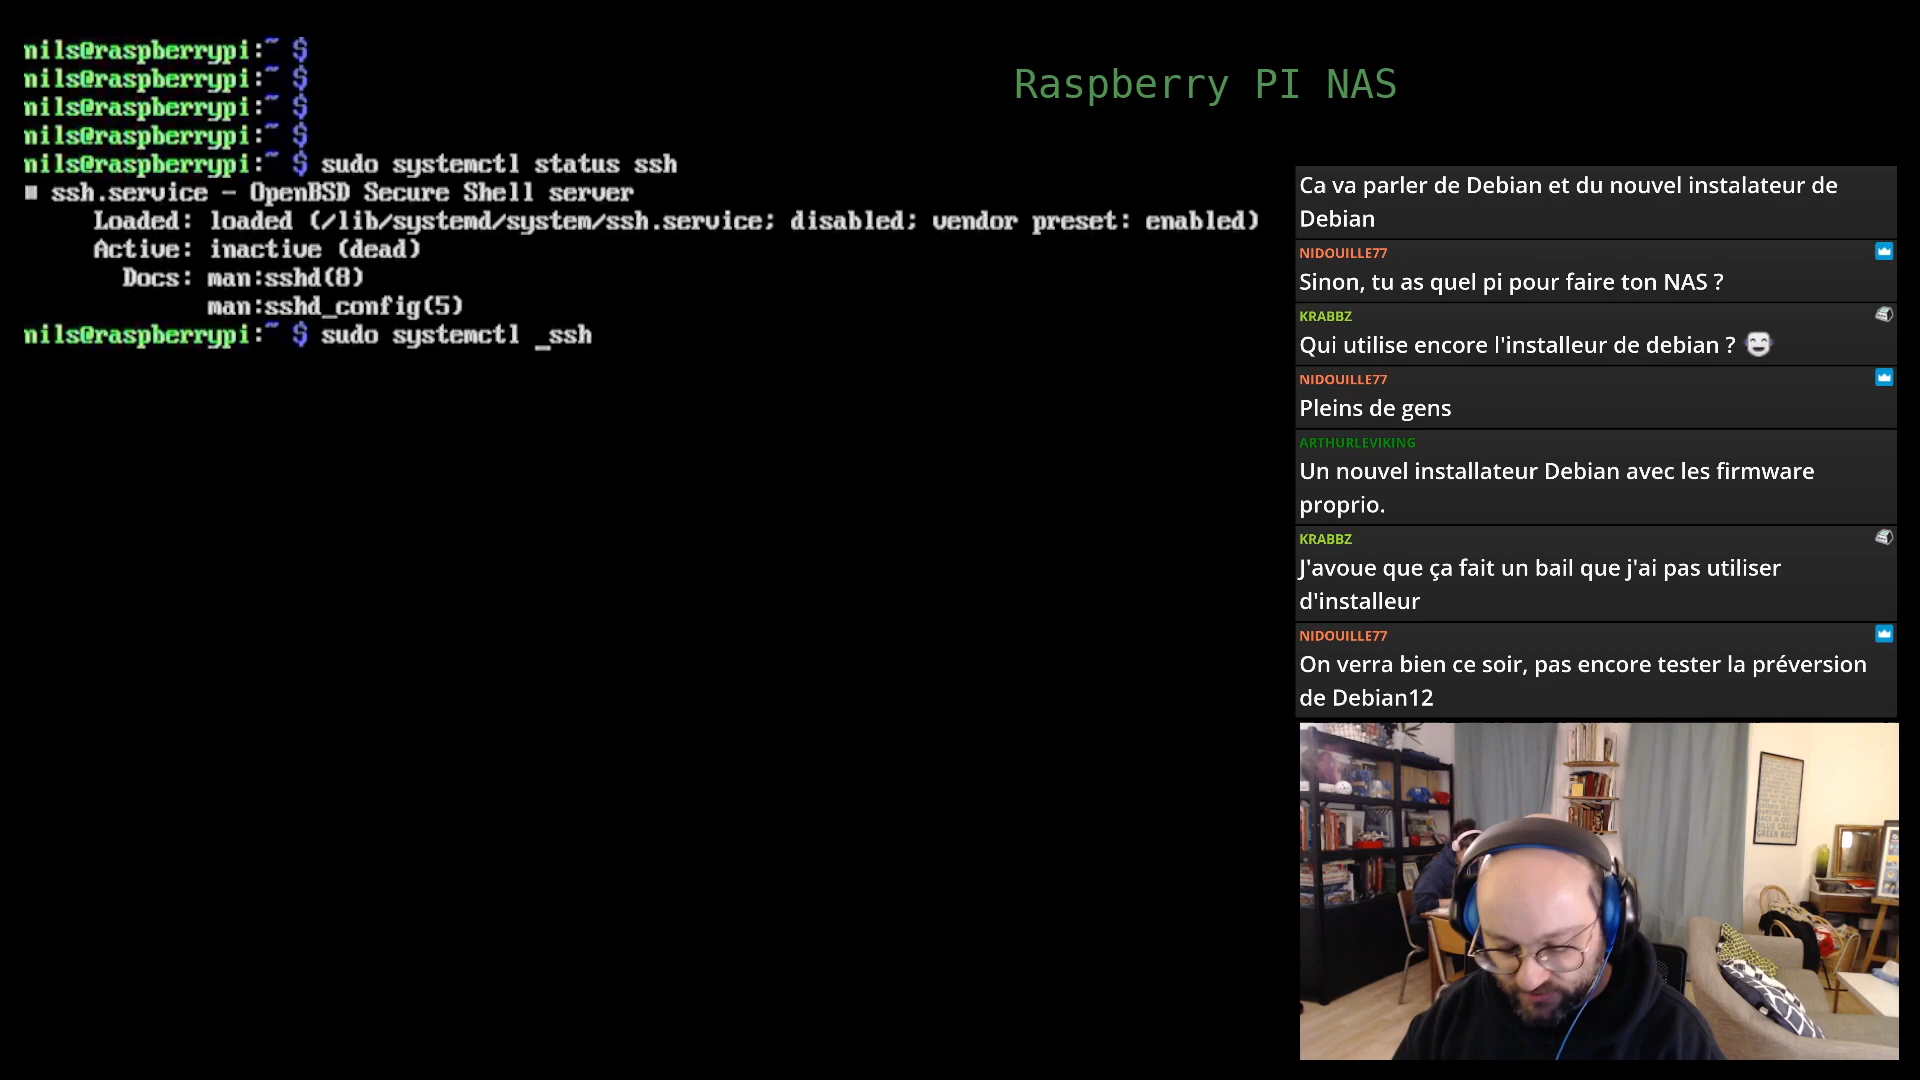 nils@raspberrypi:~ $
nils@raspberrypi:~ $
nils@raspberrypi:~ $
nils@raspberrypi:~ $
nils@raspberrypi:~ $ sudo systemctl status ssh
■ ssh.service - OpenBSD Secure Shell server
Loaded: loaded (/lib/systemd/system/ssh.service; disabled; vendor preset: enabled)
Active: inactive (dead)
Docs: man:sshd(8)
man:sshd_config(5)
nils@raspberrypi:~ $ sudo systemctl _ssh
Raspberry PI NAS
Ca va parler de Debian et du nouvel instalateur de
Debian
NIDOUILLE77
Sinon, tu as quel pi pour faire ton NAS ?
KRABBZ
Qui utilise encore l'installeur de debian ?
NIDOUILLE77
Pleins de gens
ARTHURLEVIKING
Un nouvel installateur Debian avec les firmware
proprio.
KRABBZ
J'avoue que ça fait un bail que j'ai pas utiliser
d'installeur
NIDOUILLE77
On verra bien ce soir, pas encore tester la préversion
de Debian12